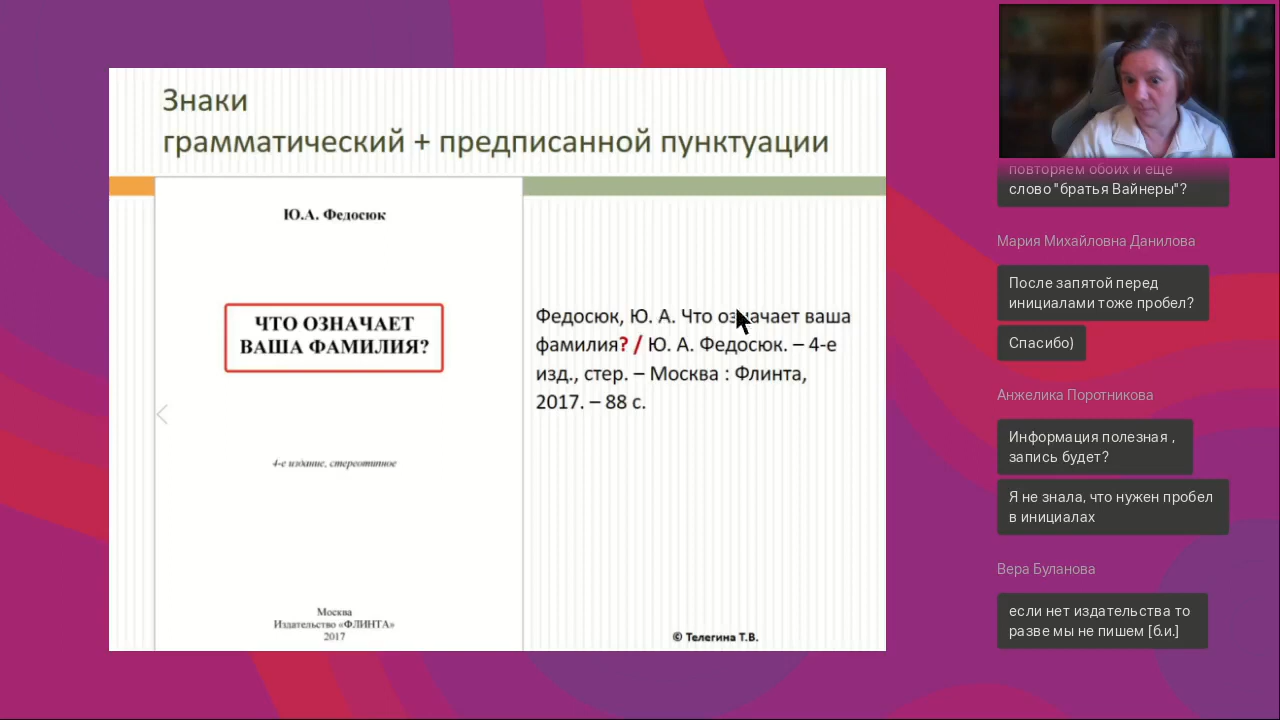 Знаки
грамматический + предписанной пунктуации
Ю.А. Федосюк
ЧТО ОЗНАЧАЕТ
ВАША ФАМИЛИЯ?
4-е издание, стереотипное
Москва
Издательство «ФЛИНТА»
2017
Федосюк, Ю. А. Что означает ваша
фамилия? / Ю. А. Федосюк. – 4-е
изд., стер. – Москва : Флинта,
2017. – 88 с.
© Телегина Т.В.
повторяем обоих и еще
слово "братья Вайнеры"?
Мария Михайловна Данилова
После запятой перед
инициалами тоже пробел?
Спасибо)
Анжелика Поротникова
Информация полезная ,
запись будет?
Я не знала, что нужен пробел
в инициалах
Вера Буланова
если нет издательства то
разве мы не пишем [б.и.]